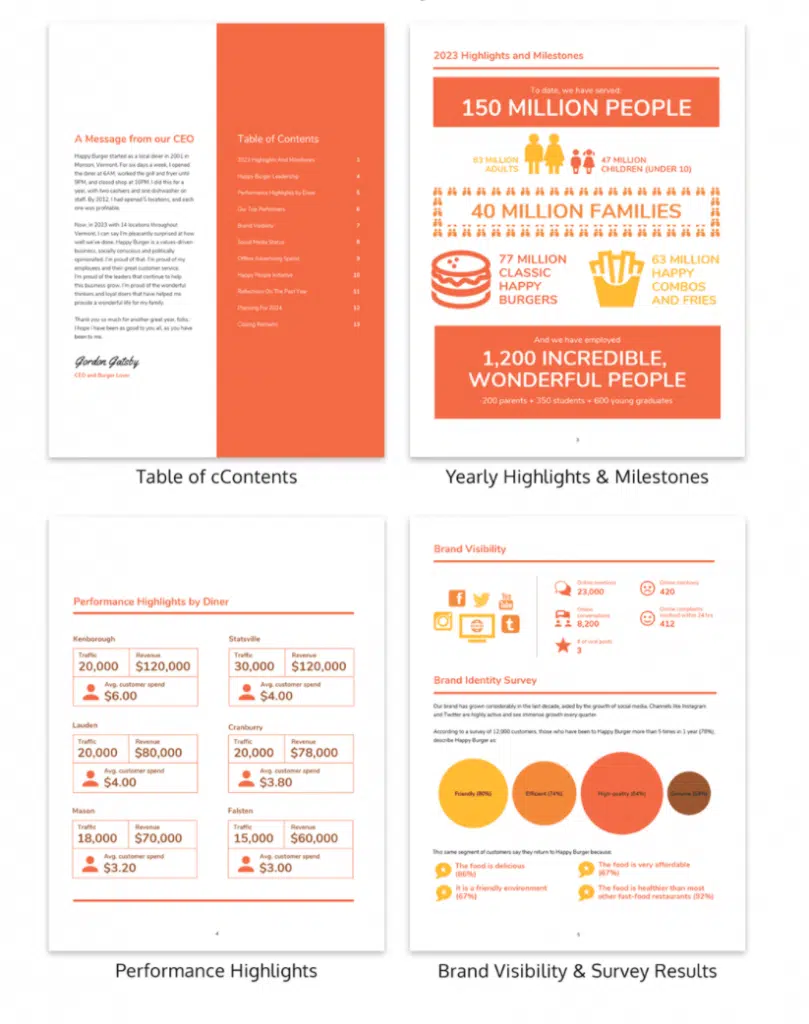 A Message from our CEO
Happy Burger started as a local diner in 2001 in
Monson, Vermont. For six days a week, I opened
the diner at 6AM, worked the grill and fryer until
9PM, and closed shop at 10PM. I did this for a
year, with two cashiers and one dishwasher on
staff. By 2012, I had opened 5 locations, and each
one was profitable.
Now, in 2023 with 14 locations throughout
Vermont, I can say I'm pleasantly surprised at how
well we've done. Happy Burger is a values-driven
business, socially conscious and politically
opinionated. I'm proud of that. I'm proud of my
employees and their great customer service.
I'm proud of the leaders that continue to help
this business grow. I'm proud of the wonderful
thinkers and loyal diners that have helped me
provide a wonderful life for my family.
Thank you so much for another great year, folks.
I hope I have been as good to you all, as you have
been to me.
Gordon Gatsby
CEO and Burger Lover
Table of Contents
2023 Highlights And Milestones 3
Happy Burger Leadership 4
Performance Highlights by Diner 5
Our Top Performers 6
Brand Visibility 7
Social Media Status 8
Offline Advertising Spend 9
Happy People Initiative 10
Reflections On The Past Year 11
Planning For 2024 12
Closing Remarks 13
Table of cContents
2023 Highlights and Milestones
To date, we have served:
150 MILLION PEOPLE
63 MILLION
ADULTS
47 MILLION
CHILDREN (UNDER 10)
40 MILLION FAMILIES
77 MILLION
CLASSIC
HAPPY
BURGERS
63 MILLION
HAPPY
COMBOS
AND FRIES
And we have employed
1,200 INCREDIBLE,
WONDERFUL PEOPLE
200 parents + 350 students + 600 young graduates
3
Yearly Highlights & Milestones
Performance Highlights by Diner
Kenborough
Traffic Revenue
20,000 $120,000
Avg. customer spend
$6.00
Statsville
Traffic Revenue
30,000 $120,000
Avg. customer spend
$4.00
Lauden
Traffic Revenue
20,000 $80,000
Avg. customer spend
$4.00
Cranburry
Traffic Revenue
20,000 $78,000
Avg. customer spend
$3.80
Mason
Traffic Revenue
18,000 $70,000
Avg. customer spend
$3.20
Falsten
Traffic Revenue
15,000 $60,000
Avg. customer spend
$3.00
4
Performance Highlights
Brand Visibility
You
Tube
Online mentions
23,000
Online
conversations
8,200
# of viral posts
3
420
Online complaints
resolved within 24 hrs
412
Brand Identity Survey
Our brand has grown considerably in the last decade, aided by the growth of social media. Channels like Instagram
and Twitter are highly active and see immense growth every quarter.
According to a survey of 12,000 customers, those who have been to Happy Burger more than 5 times in 1 year (78%),
describe Happy Burger as:
Friendly (80%)
Efficient (74%)
High-quality (84%)
This same segment of customers say they return to Happy Burger because:
The food is delicious
(86%)
The food is very affordable
(67%)
It is a friendly environment
(67%)
The food is healthier than most
other fast-food restaurants (92%)
5
Brand Visibility & Survey Results